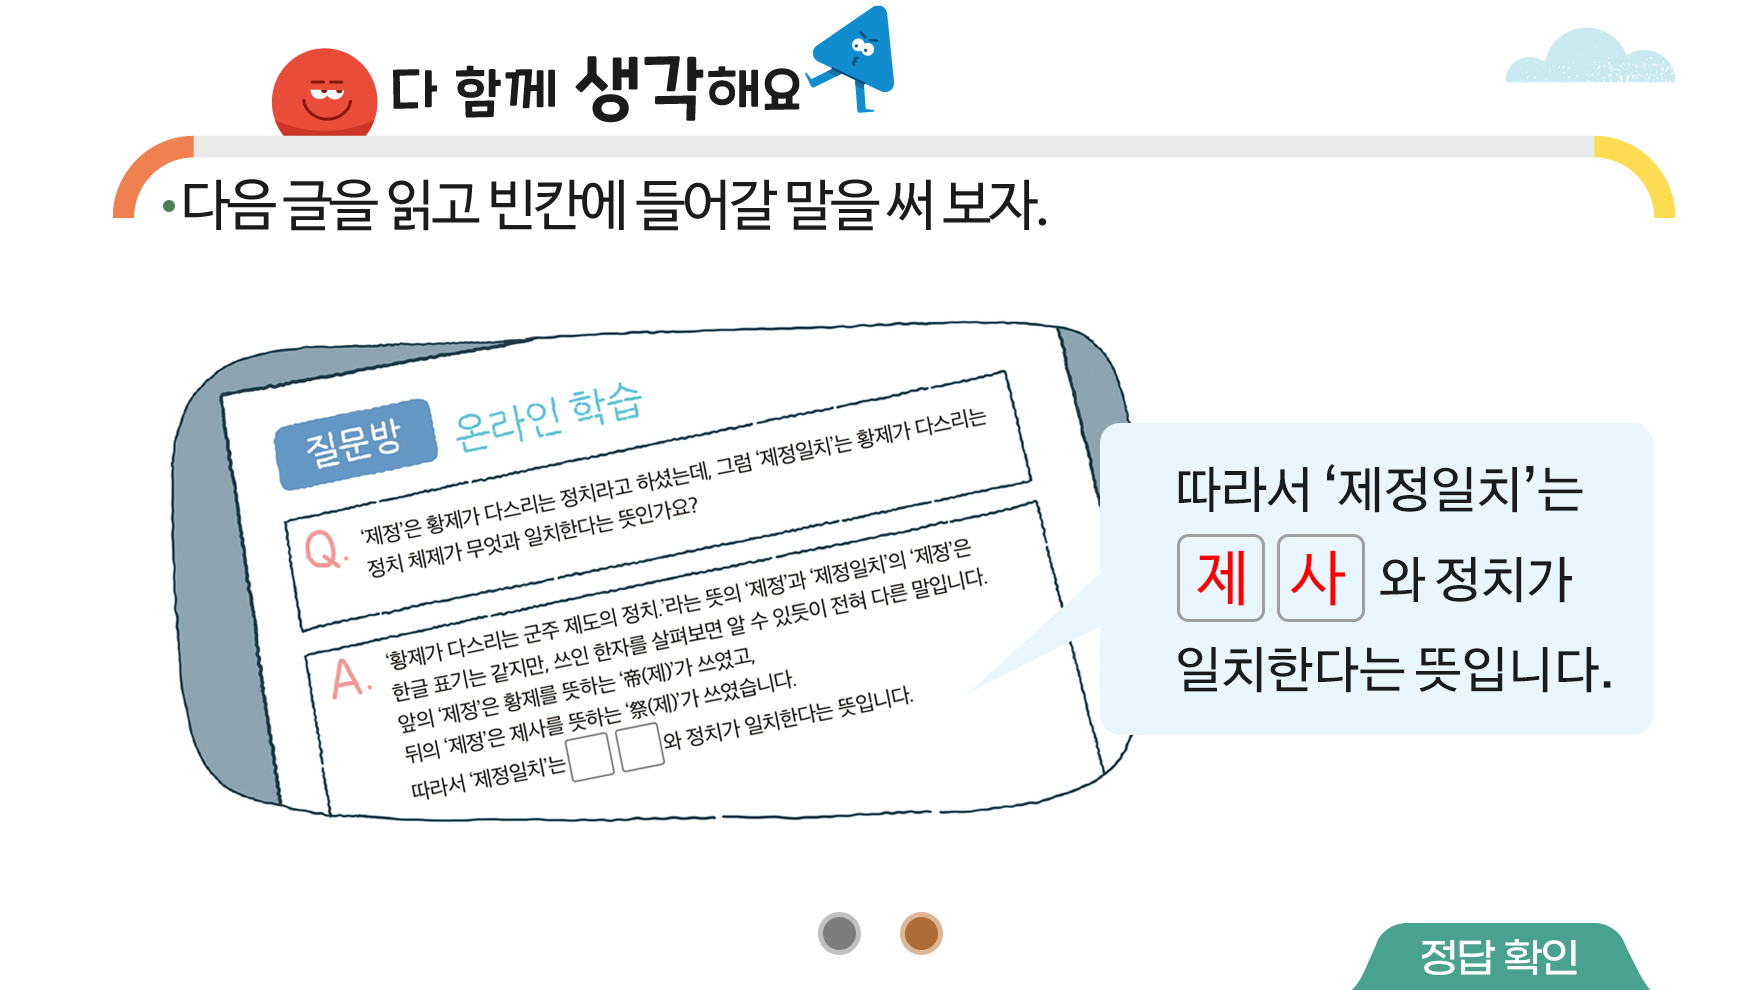 다 함께 생각해요
•다음 글을 읽고 빈칸에 들어갈 말을 써 보자.
질문방 온라인 학습
Q. ‘제정’은 황제가 다스리는 정치라고 하셨는데, 그럼 ‘제정일치’는 황제가 다스리는
정치 체제가 무엇과 일치한다는 뜻인가요?
A. ‘황제가 다스리는 군주 제도의 정치.’라는 뜻의 ‘제정’과 ‘제정일치’의 ‘제정’은
한글 표기는 같지만, 쓰인 한자를 살펴보면 알 수 있듯이 전혀 다른 말입니다.
앞의 ‘제정’은 황제를 뜻하는 ‘帝(제)’가 쓰였고,
뒤의 ‘제정’은 제사를 뜻하는 ‘祭(제)’가 쓰였습니다.
따라서 ‘제정일치’는 와 정치가 일치한다는 뜻입니다.
따라서 ‘제정일치’는
제 사 와 정치가
일치한다는 뜻입니다.
정답 확인